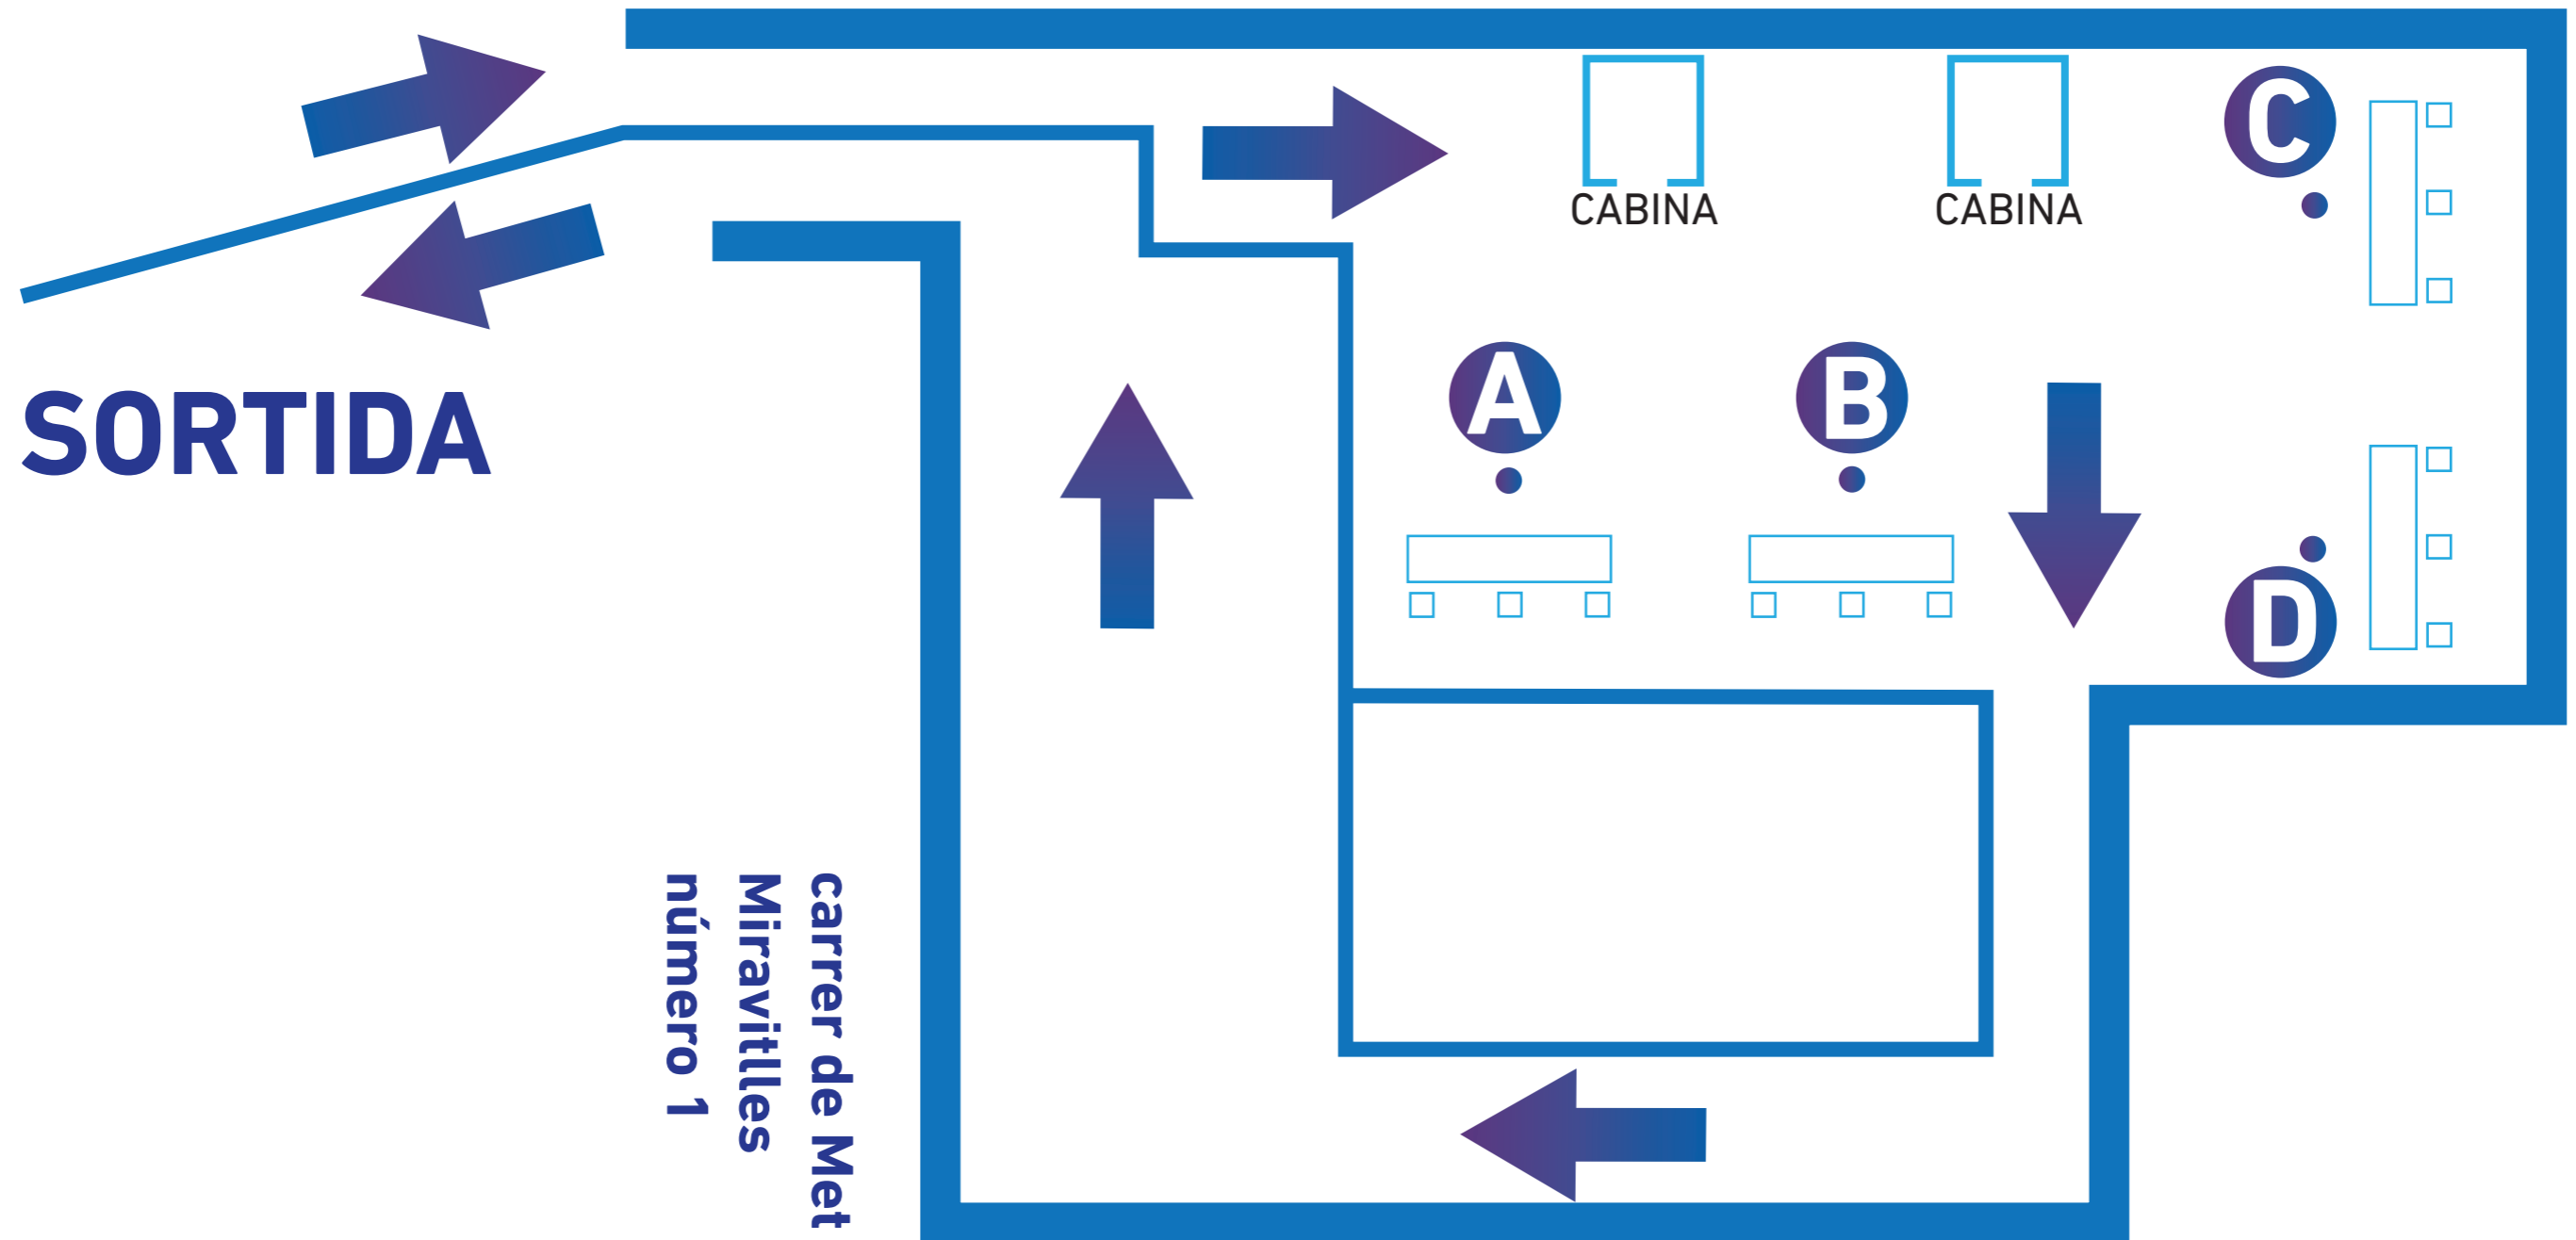 CABINA
CABINA
C
A
B
D
SORTIDA
carrer de Met
Miravitlles
número 1